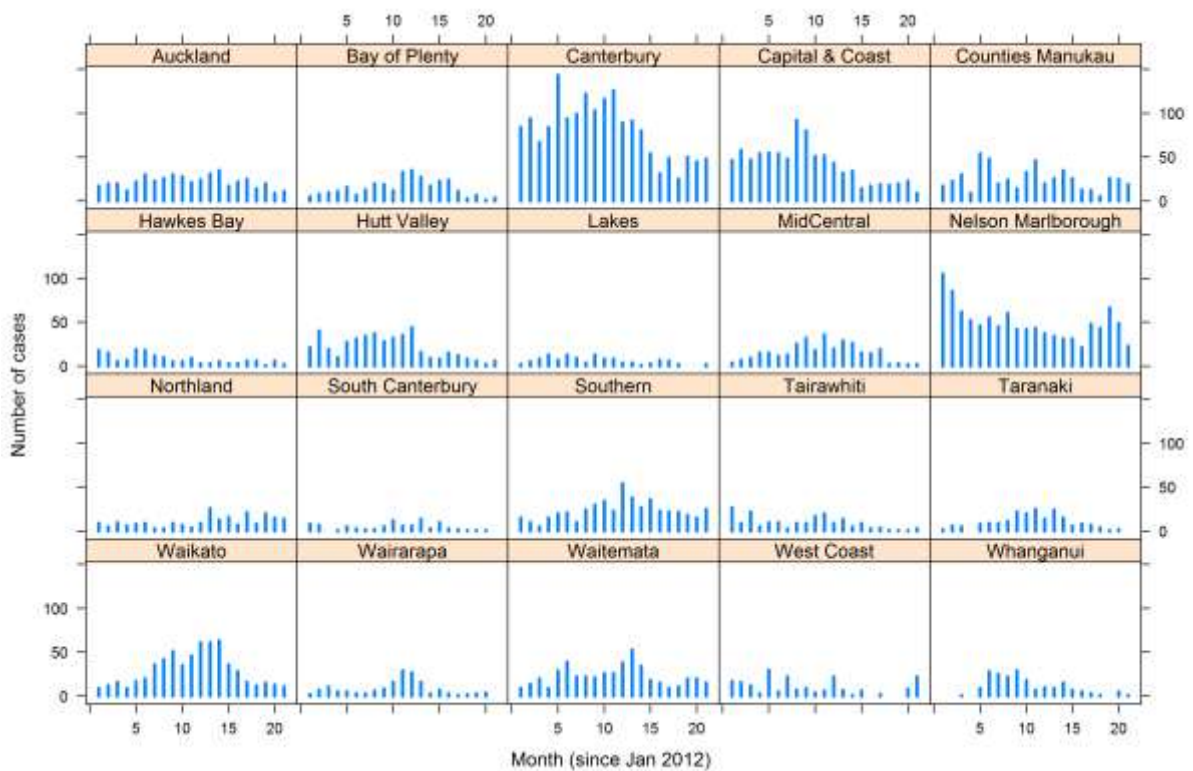 5 10 15 20 5 10 15 20
Auckland Bay of Plenty Canterbury Capital & Coast Counties Manukau
100
50
0
Hawkes Bay Hutt Valley Lakes MidCentral Nelson Marlborough
100
50
0
Northland South Canterbury Southern Tairawhiti Taranaki
100
50
0
Waikato Wairarapa Waitemata West Coast Whanganui
100
50
0
5 10 15 20 5 10 15 20 5 10 15 20
Number of cases
Month (since Jan 2012)